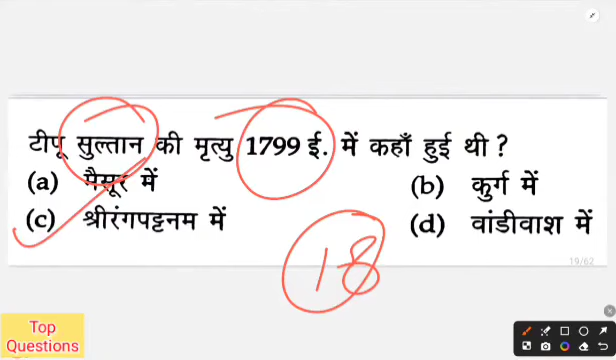 टीपू सुल्तान की मृत्यु 1799 ई. में कहाँ हुई थी ?
(a) मैसूर में (b) कुर्ग में
(c) श्रीरंगपट्टनम में (d) वांडीवाश में
18
19/62
Top
Questions